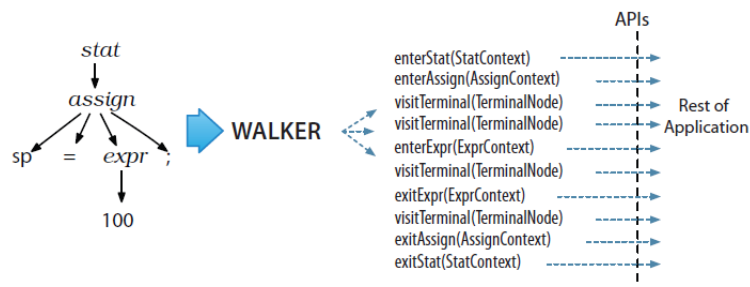 APIs
stat
assign
sp = expr ;
100
WALKER
enterStat(StatContext)
enterAssign(AssignContext)
visitTerminal(TerminalNode)
visitTerminal(TerminalNode)
enterExpr(ExprContext)
visitTerminal(TerminalNode)
exitExpr(ExprContext)
visitTerminal(TerminalNode)
exitAssign(AssignContext)
exitStat(StatContext)
Rest of
Application